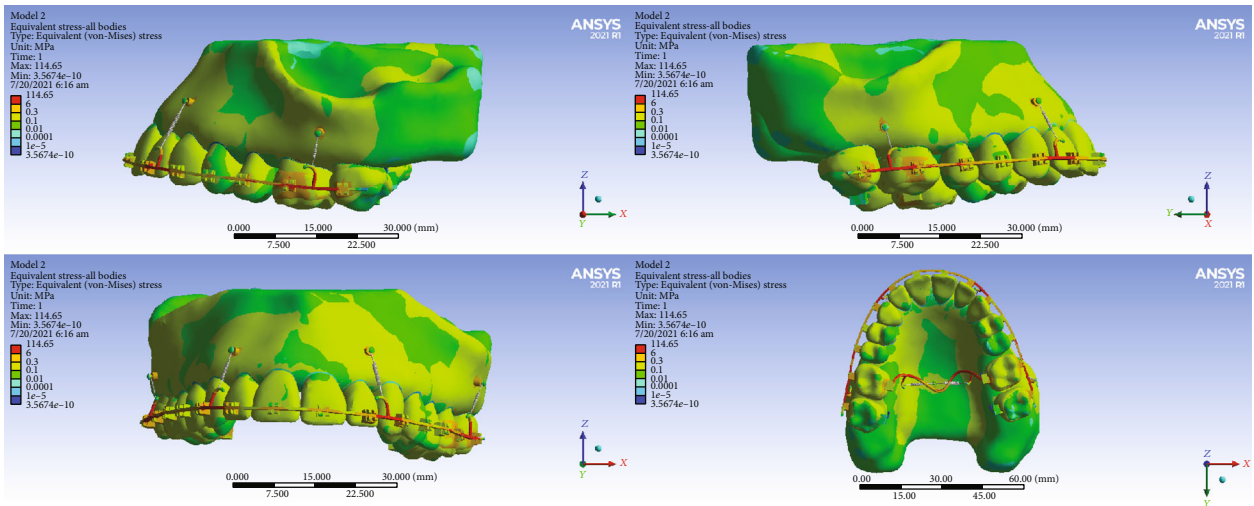 Model 2
Equivalent stress-all bodies
Type: Equivalent (von-Mises) stress
Unit: MPa
Time: 1
Max: 114.65
Min: 3.5674e–10
7/20/2021 6:16 am
114.65
6
0.3
0.1
0.01
0.0001
1e–5
3.5674e–10
ANSYS
2021 R1
Z
X
Y
0.000 15.000 30.000 (mm)
7.500 22.500
Model 2
Equivalent stress-all bodies
Type: Equivalent (von-Mises) stress
Unit: MPa
Time: 1
Max: 114.65
Min: 3.5674e–10
7/20/2021 6:16 am
114.65
6
0.3
0.1
0.01
0.0001
1e–5
3.5674e–10
ANSYS
2021 R1
Z
Y
X
0.000 15.000 30.000 (mm)
7.500 22.500
Model 2
Equivalent stress-all bodies
Type: Equivalent (von-Mises) stress
Unit: MPa
Time: 1
Max: 114.65
Min: 3.5674e–10
7/20/2021 6:16 am
114.65
6
0.3
0.1
0.01
0.0001
1e–5
3.5674e–10
ANSYS
2021 R1
Z
X
Y
0.000 15.000 30.000 (mm)
7.500 22.500
Model 2
Equivalent stress-all bodies
Type: Equivalent (von-Mises) stress
Unit: MPa
Time: 1
Max: 114.65
Min: 3.5674e–10
7/20/2021 6:16 am
114.65
6
0.3
0.1
0.01
0.0001
1e–5
3.5674e–10
ANSYS
2021 R1
Z
X
Y
0.00 30.00 60.00 (mm)
15.00 45.00